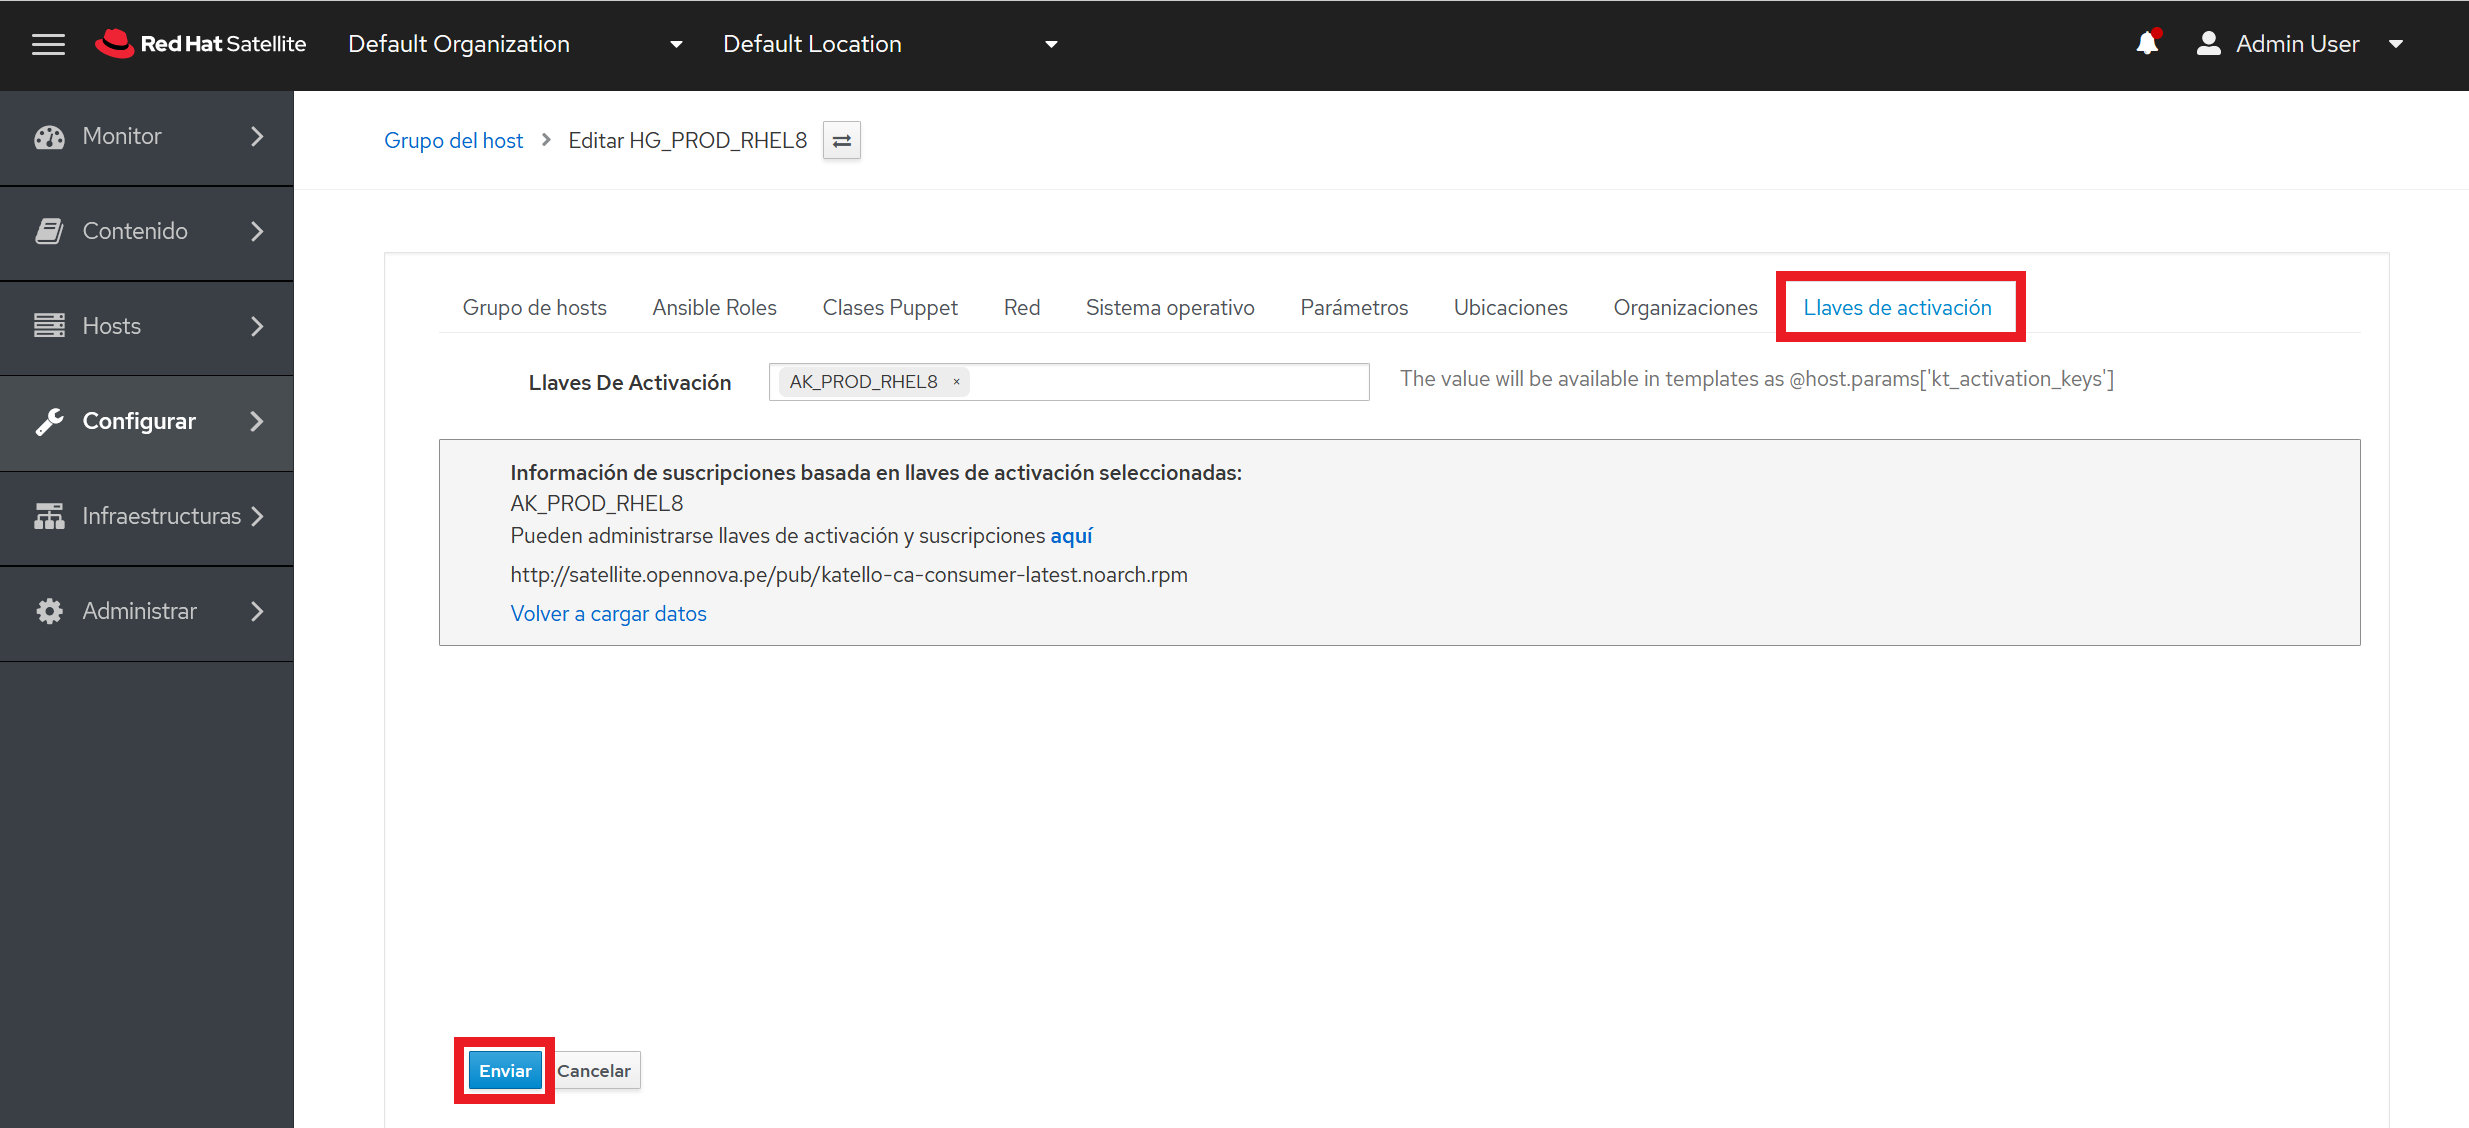 Red Hat Satellite Default Organization Default Location Admin User
Monitor
Contenido
Hosts
Configurar
Infraestructuras
Administrar
Grupo del host Editar HG_PROD_RHEL8
Grupo de hosts Ansible Roles Clases Puppet Red Sistema operativo Parámetros Ubicaciones Organizaciones Llaves de activación
Llaves De Activación AK_PROD_RHEL8 × The value will be available in templates as @host.params['kt_activation_keys']
Información de suscripciones basada en llaves de activación seleccionadas:
AK_PROD_RHEL8
Pueden administrarse llaves de activación y suscripciones aquí
http://satellite.opennova.pe/pub/katello-ca-consumer-latest.noarch.rpm
Volver a cargar datos
Enviar Cancelar